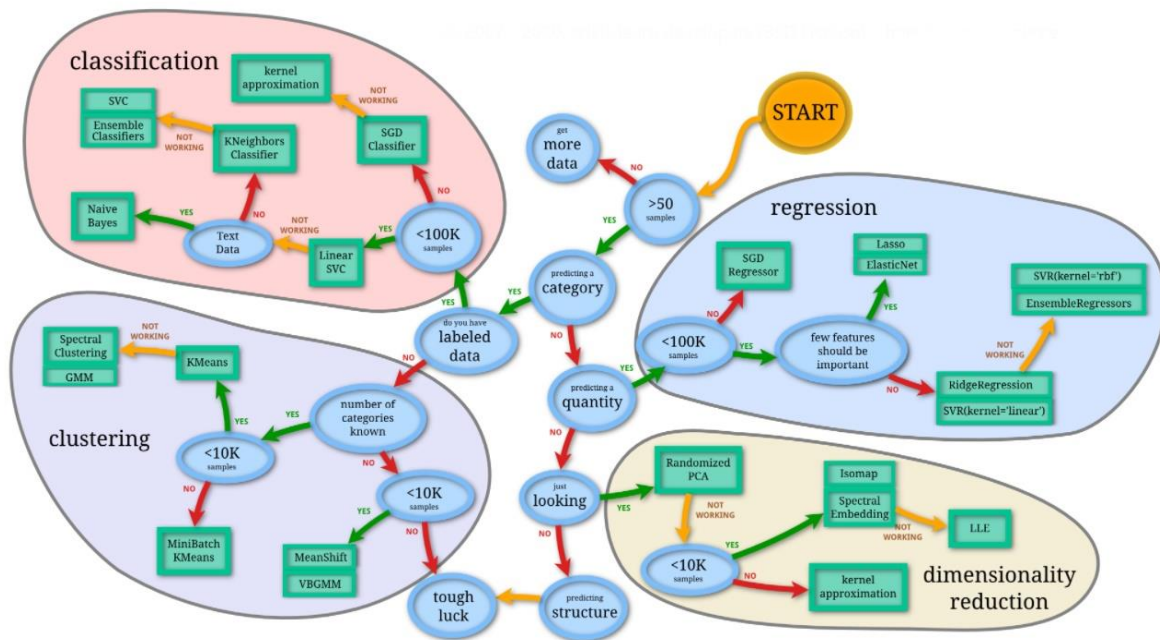 classification
kernel
approximation
NOT
WORKING
SVC
Ensemble
Classifiers
NOT
WORKING
KNeighbors
Classifier
SGD
Classifier
NO
NO
Naive
Bayes
YES
Text
Data
NOT
WORKING
Linear
SVC
YES
<100K
samples
YES
START
get
more
data
NO
>50
samples
YES
predicting a
category
YES
NO
do you have
labeled
data
NO
predicting a
quantity
YES
NO
just
looking
YES
NO
predicting
structure
tough
luck
regression
SGD
Regressor
NO
<100K
samples
YES
Lasso
ElasticNet
YES
few features
should be
important
NO
SVR(kernel='rbf')
EnsembleRegressors
NOT
WORKING
RidgeRegression
SVR(kernel='linear')
clustering
Spectral
Clustering
GMM
NOT
WORKING
KMeans
YES
number of
categories
known
YES
NO
<10K
samples
NO
MiniBatch
KMeans
<10K
samples
YES
NO
MeanShift
VBGMM
Randomized
PCA
NOT
WORKING
<10K
samples
YES
NO
Isomap
Spectral
Embedding
NOT
WORKING
LLE
kernel
approximation
dimensionality
reduction